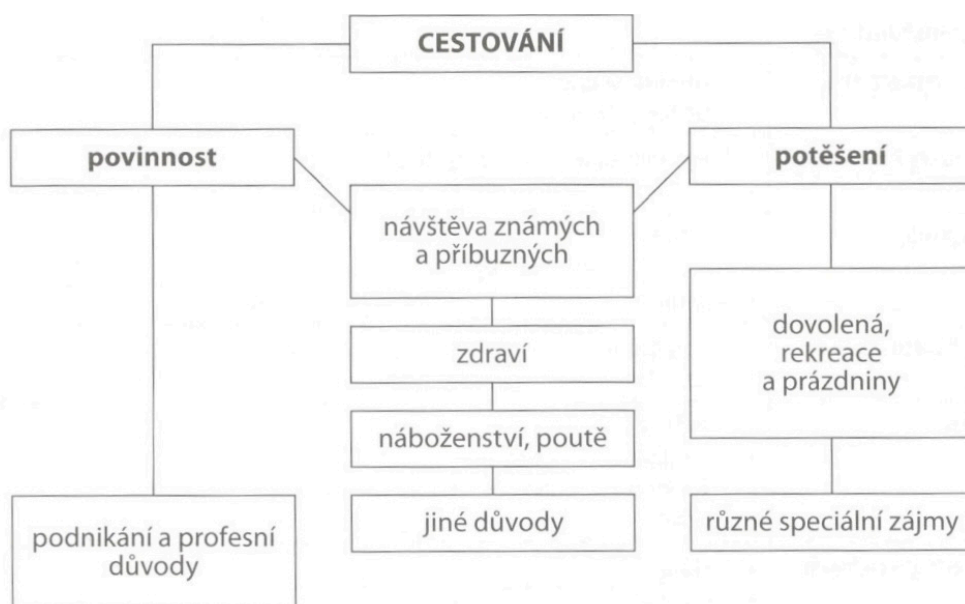 CESTOVÁNÍ
povinnost
potěšení
návštěva známých
a příbuzných
zdraví
náboženství, poutě
jiné důvody
dovolená,
rekreace
a prázdniny
různé speciální zájmy
podnikání a profesní
důvody